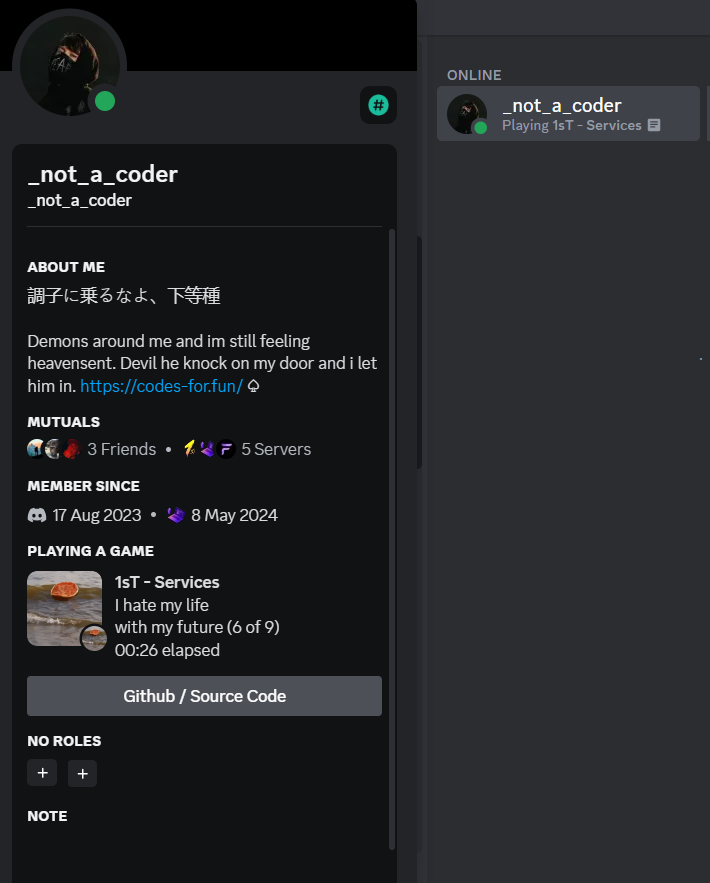 _not_a_coder
_not_a_coder
ABOUT ME
調子に乗るなよ、下等種
Demons around me and im still feeling
heavensent. Devil he knock on my door and i let
him in. https://codes-for.fun/ ♤
MUTUALS
3 Friends • 5 Servers
MEMBER SINCE
17 Aug 2023 • 8 May 2024
PLAYING A GAME
1sT - Services
I hate my life
with my future (6 of 9)
00:26 elapsed
Github / Source Code
NO ROLES
+ +
NOTE
ONLINE
_not_a_coder
Playing 1sT - Services